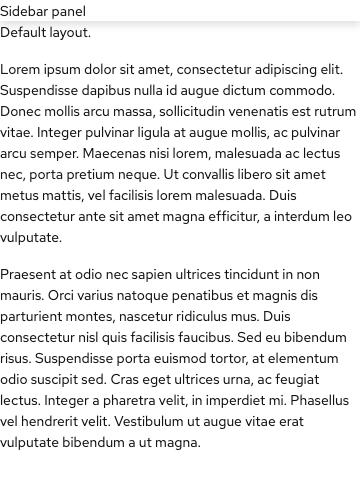 Sidebar panel
Default layout.
Lorem ipsum dolor sit amet, consectetur adipiscing elit.
Suspendisse dapibus nulla id augue dictum commodo.
Donec mollis arcu massa, sollicitudin venenatis est rutrum
vitae. Integer pulvinar ligula at augue mollis, ac pulvinar
arcu semper. Maecenas nisi lorem, malesuada ac lectus
nec, porta pretium neque. Ut convallis libero sit amet
metus mattis, vel facilisis lorem malesuada. Duis
consectetur ante sit amet magna efficitur, a interdum leo
vulputate.
Praesent at odio nec sapien ultrices tincidunt in non
mauris. Orci varius natoque penatibus et magnis dis
parturient montes, nascetur ridiculus mus. Duis
consectetur nisl quis facilisis faucibus. Sed eu bibendum
risus. Suspendisse porta euismod tortor, at elementum
odio suscipit sed. Cras eget ultrices urna, ac feugiat
lectus. Integer a pharetra velit, in imperdiet mi. Phasellus
vel hendrerit velit. Vestibulum ut augue vitae erat
vulputate bibendum a ut magna.